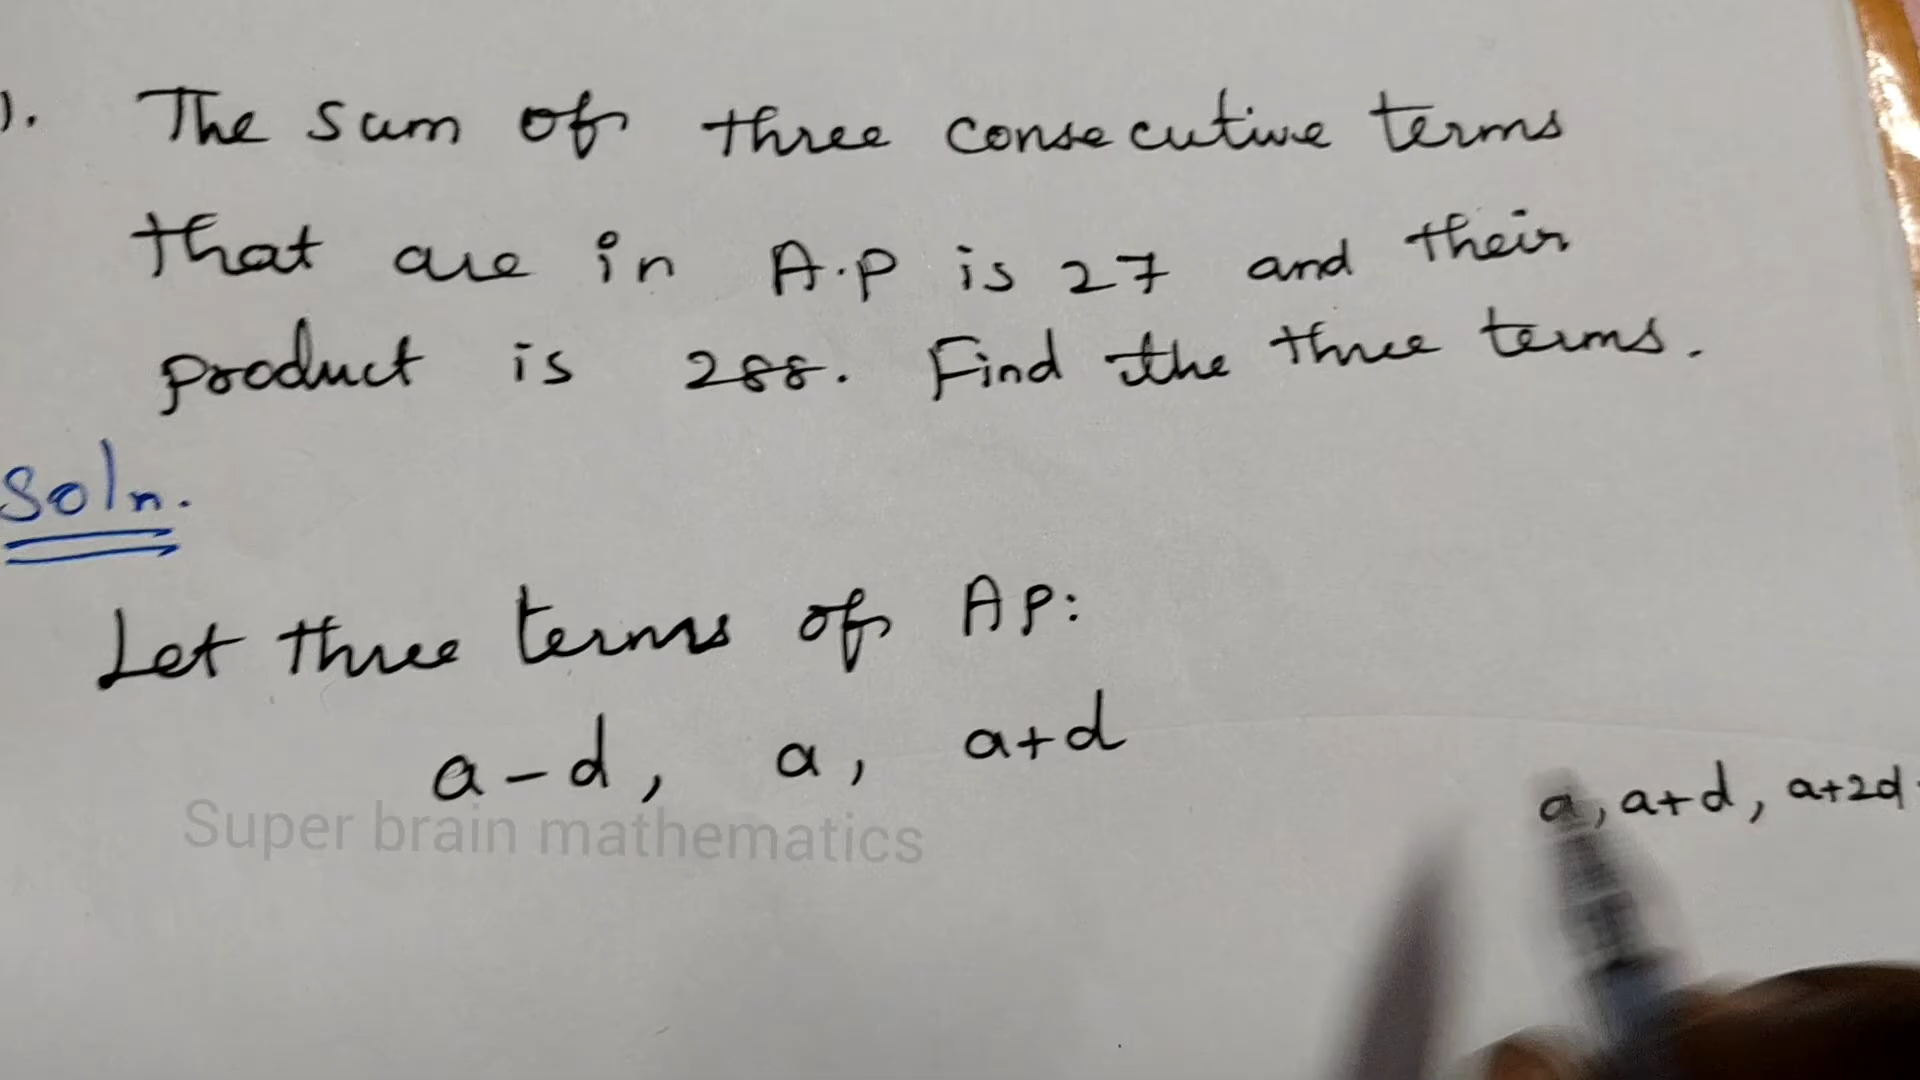 ). The sum of three consecutive terms
that are in A.P is 27 and their
product is 288. Find the three terms.
Soln.
Let three terms of AP:
a-d, a, a+d
a, a+d, a+2d
Super brain mathematics